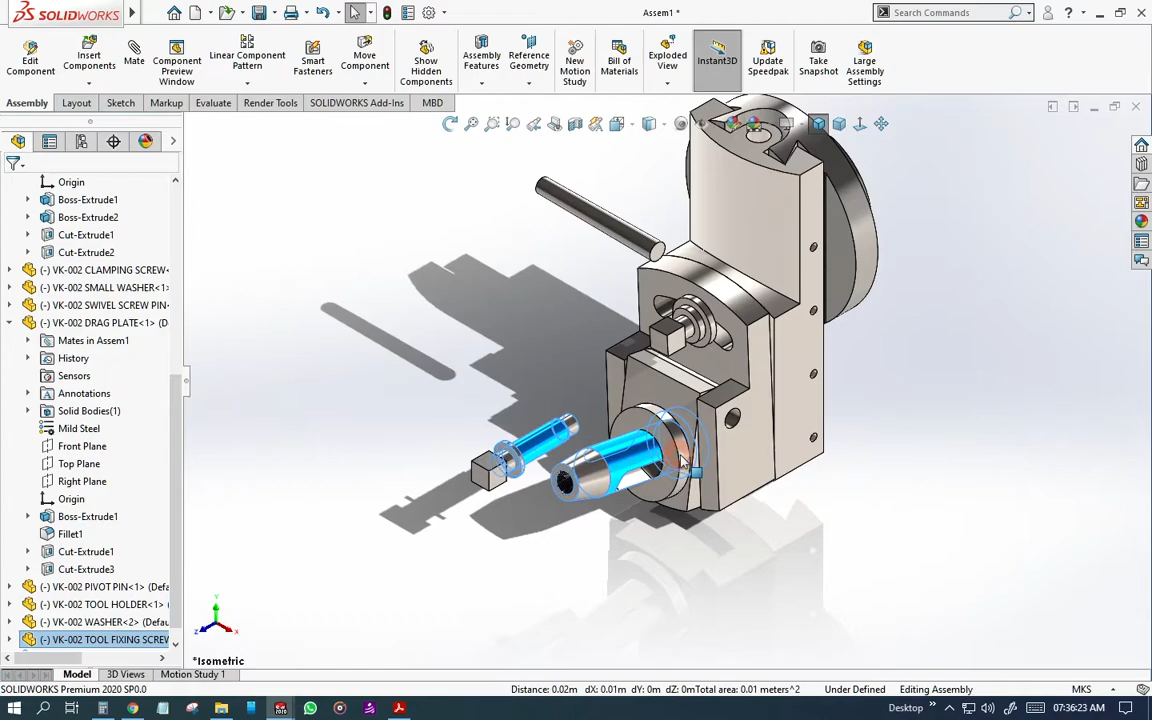 SOLIDWORKS
Assem1 *
Search Commands
?
Edit Component
Insert Components
Mate
Component Preview Window
Linear Component Pattern
Smart Fasteners
Move Component
Show Hidden Components
Assembly Features
Reference Geometry
New Motion Study
Bill of Materials
Exploded View
Instant3D
Update Speedpak
Take Snapshot
Large Assembly Settings
Assembly
Layout
Sketch
Markup
Evaluate
Render Tools
SOLIDWORKS Add-Ins
MBD
Origin
Boss-Extrude1
Boss-Extrude2
Cut-Extrude1
Cut-Extrude2
(-) VK-002 CLAMPING SCREW<
(-) VK-002 SMALL WASHER<1>
(-) VK-002 SWIVEL SCREW PIN
(-) VK-002 DRAG PLATE<1> (D
Mates in Assem1
History
Sensors
Annotations
Solid Bodies(1)
Mild Steel
Front Plane
Top Plane
Right Plane
Origin
Boss-Extrude1
Fillet1
Cut-Extrude1
Cut-Extrude3
(-) VK-002 PIVOT PIN<1> (Defa
(-) VK-002 TOOL HOLDER<1>
(-) VK-002 WASHER<2> (Defau
(-) VK-002 TOOL FIXING SCREW
Y
X
Z
*Isometric
Model
3D Views
Motion Study 1
SOLIDWORKS Premium 2020 SP0.0
Distance: 0.02m dX: 0.01m dY: 0m dZ: 0mTotal area: 0.01 meters^2
Under Defined
Editing Assembly
MKS
Desktop
07:36:23 AM